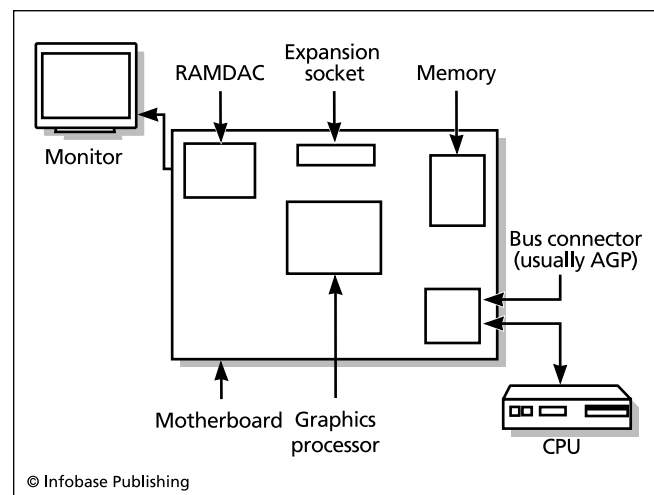 RAMDAC
Expansion
socket
Memory
Monitor
Bus connector
(usually AGP)
Motherboard
Graphics
processor
CPU
© Infobase Publishing